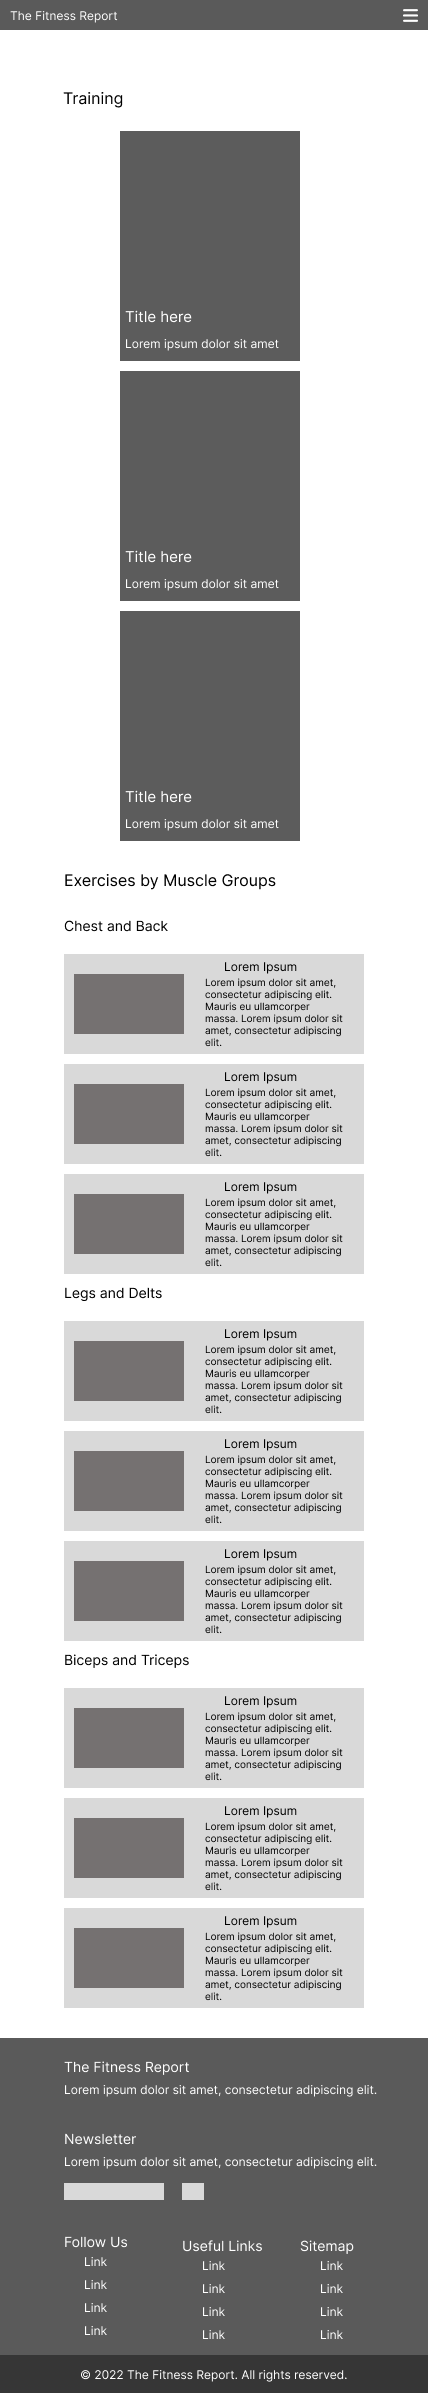 The Fitness Report
Training
Title here
Lorem ipsum dolor sit amet
Title here
Lorem ipsum dolor sit amet
Title here
Lorem ipsum dolor sit amet
Exercises by Muscle Groups
Chest and Back
Lorem Ipsum
Lorem ipsum dolor sit amet,
consectetur adipiscing elit.
Mauris eu ullamcorper
massa. Lorem ipsum dolor sit
amet, consectetur adipiscing
elit.
Lorem Ipsum
Lorem ipsum dolor sit amet,
consectetur adipiscing elit.
Mauris eu ullamcorper
massa. Lorem ipsum dolor sit
amet, consectetur adipiscing
elit.
Lorem Ipsum
Lorem ipsum dolor sit amet,
consectetur adipiscing elit.
Mauris eu ullamcorper
massa. Lorem ipsum dolor sit
amet, consectetur adipiscing
elit.
Legs and Delts
Lorem Ipsum
Lorem ipsum dolor sit amet,
consectetur adipiscing elit.
Mauris eu ullamcorper
massa. Lorem ipsum dolor sit
amet, consectetur adipiscing
elit.
Lorem Ipsum
Lorem ipsum dolor sit amet,
consectetur adipiscing elit.
Mauris eu ullamcorper
massa. Lorem ipsum dolor sit
amet, consectetur adipiscing
elit.
Lorem Ipsum
Lorem ipsum dolor sit amet,
consectetur adipiscing elit.
Mauris eu ullamcorper
massa. Lorem ipsum dolor sit
amet, consectetur adipiscing
elit.
Biceps and Triceps
Lorem Ipsum
Lorem ipsum dolor sit amet,
consectetur adipiscing elit.
Mauris eu ullamcorper
massa. Lorem ipsum dolor sit
amet, consectetur adipiscing
elit.
Lorem Ipsum
Lorem ipsum dolor sit amet,
consectetur adipiscing elit.
Mauris eu ullamcorper
massa. Lorem ipsum dolor sit
amet, consectetur adipiscing
elit.
Lorem Ipsum
Lorem ipsum dolor sit amet,
consectetur adipiscing elit.
Mauris eu ullamcorper
massa. Lorem ipsum dolor sit
amet, consectetur adipiscing
elit.
The Fitness Report
Lorem ipsum dolor sit amet, consectetur adipiscing elit.
Newsletter
Lorem ipsum dolor sit amet, consectetur adipiscing elit.
Follow Us
Link
Link
Link
Link
Useful Links
Link
Link
Link
Link
Sitemap
Link
Link
Link
Link
© 2022 The Fitness Report. All rights reserved.